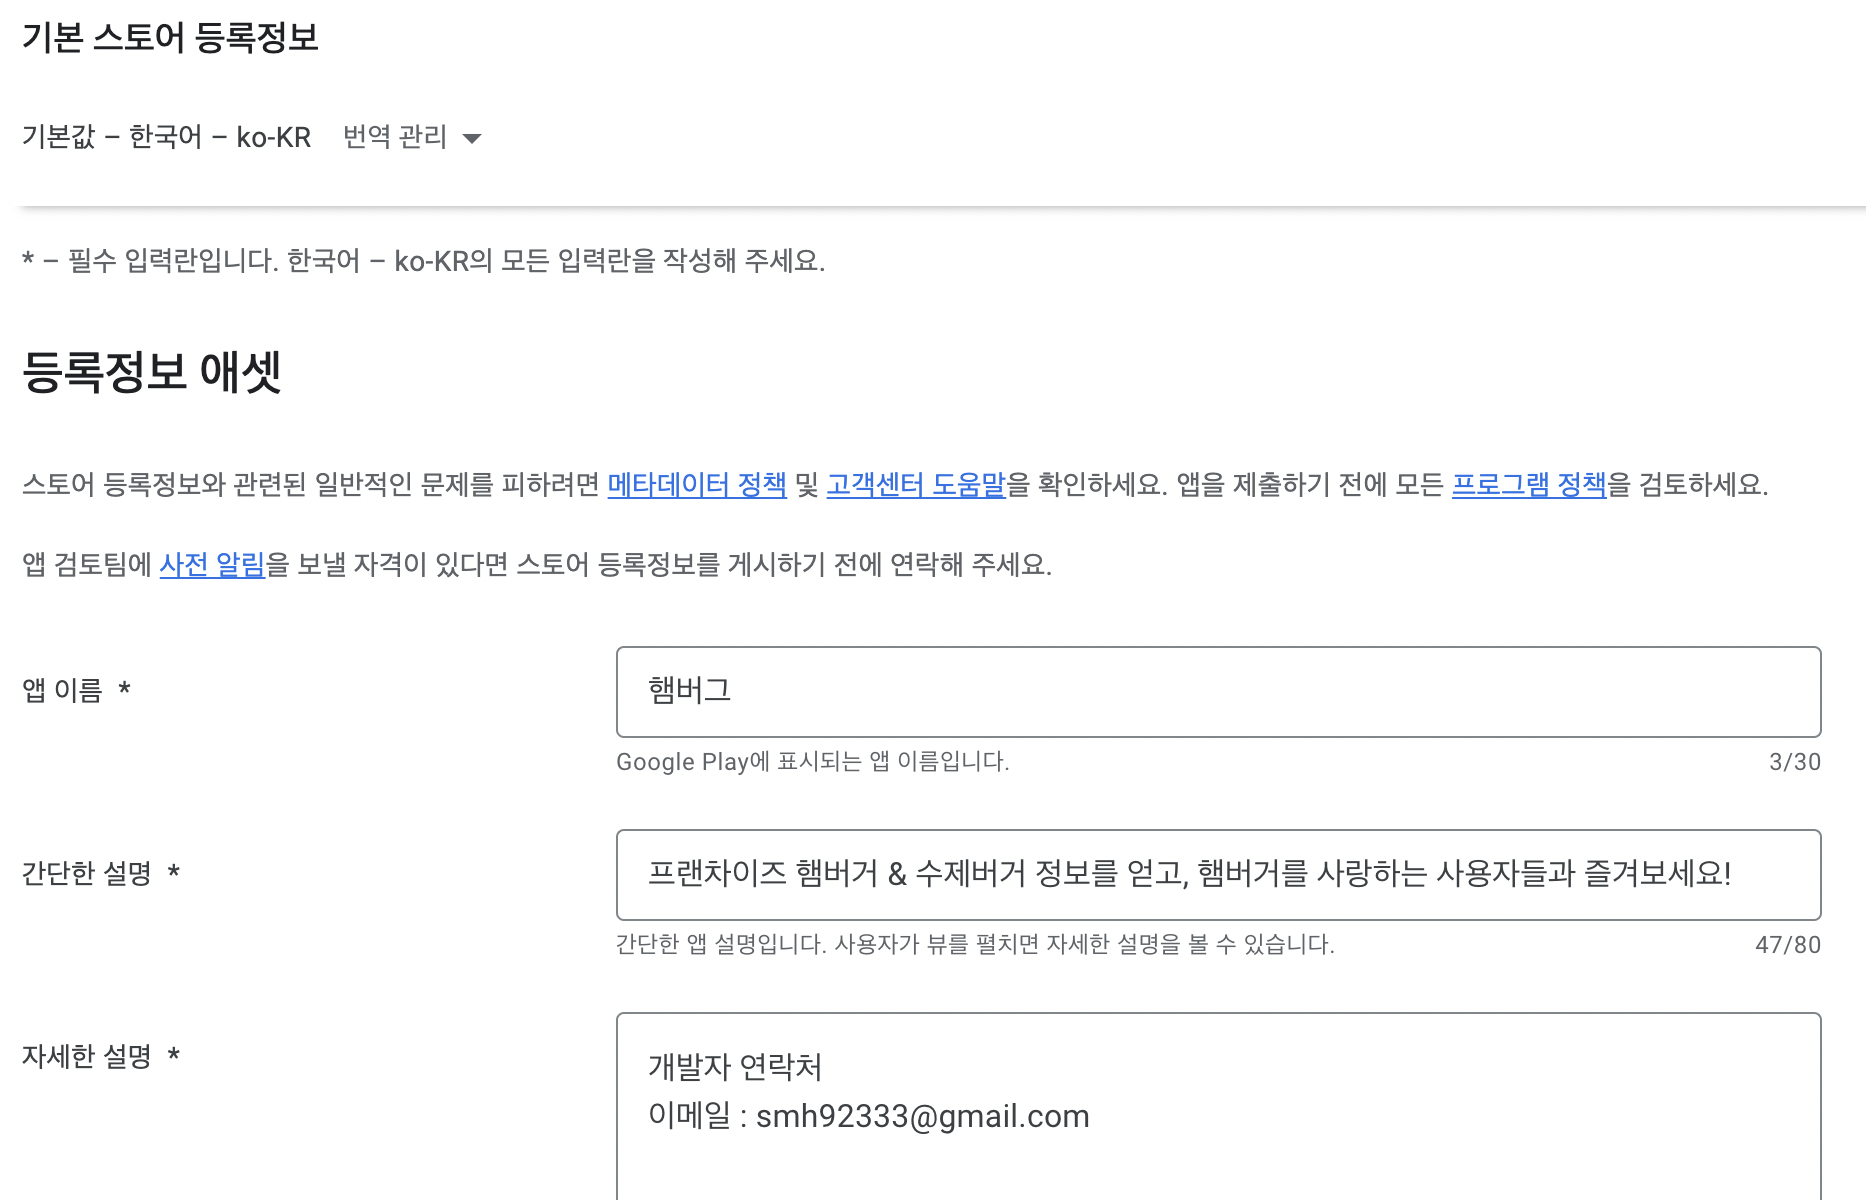 기본 스토어 등록정보
기본값 – 한국어 – ko-KR 번역 관리
* – 필수 입력란입니다. 한국어 – ko-KR의 모든 입력란을 작성해 주세요.
등록정보 애셋
스토어 등록정보와 관련된 일반적인 문제를 피하려면 메타데이터 정책 및 고객센터 도움말을 확인하세요. 앱을 제출하기 전에 모든 프로그램 정책을 검토하세요.
앱 검토팀에 사전 알림을 보낼 자격이 있다면 스토어 등록정보를 게시하기 전에 연락해 주세요.
앱 이름 * 햄버그
Google Play에 표시되는 앱 이름입니다. 3/30
간단한 설명 * 프랜차이즈 햄버거 & 수제버거 정보를 얻고, 햄버거를 사랑하는 사용자들과 즐겨보세요!
간단한 앱 설명입니다. 사용자가 뷰를 펼치면 자세한 설명을 볼 수 있습니다. 47/80
자세한 설명 * 개발자 연락처
이메일 : smh92333@gmail.com